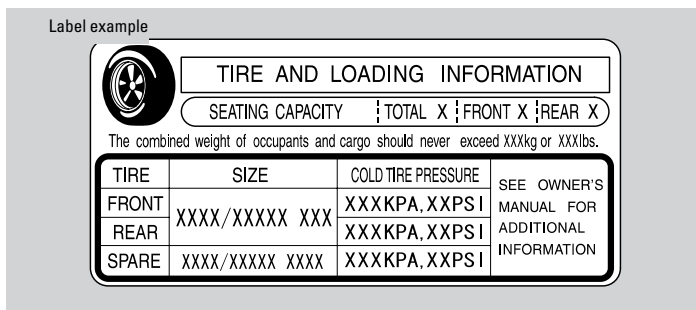 Label example
TIRE AND LOADING INFORMATION
SEATING CAPACITY TOTAL X FRONT X REAR X
The combined weight of occupants and cargo should never exceed XXXkg or XXXlbs.
TIRE SIZE COLD TIRE PRESSURE
FRONT XXXX/XXXXX XXX XXXKPA,XXPSI
REAR XXXKPA,XXPSI
SPARE XXXX/XXXXX XXXX XXXKPA,XXPSI
SEE OWNER'S
MANUAL FOR
ADDITIONAL
INFORMATION